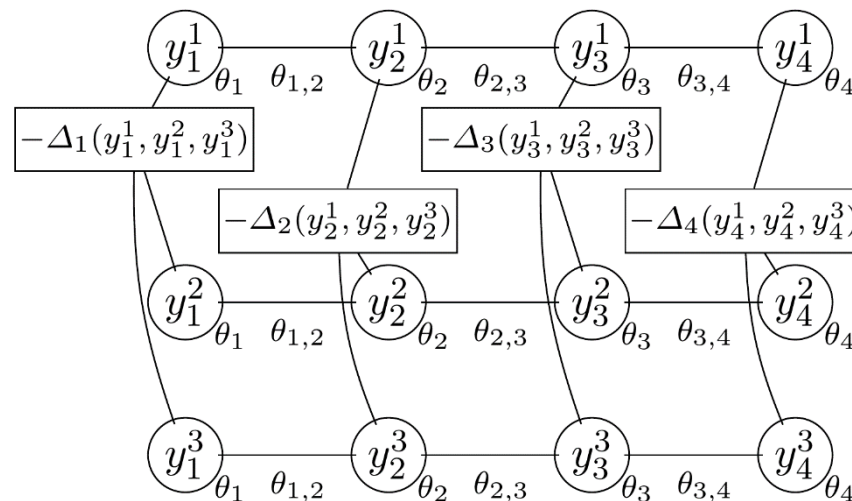 y_1^1 y_2^1 y_3^1 y_4^1
θ_1 θ_{1,2} θ_2 θ_{2,3} θ_3 θ_{3,4} θ_4
−Δ_1(y_1^1, y_1^2, y_1^3) −Δ_3(y_3^1, y_3^2, y_3^3)
−Δ_2(y_2^1, y_2^2, y_2^3) −Δ_4(y_4^1, y_4^2, y_4^3)
y_1^2 y_2^2 y_3^2 y_4^2
θ_1 θ_{1,2} θ_2 θ_{2,3} θ_3 θ_{3,4} θ_4
y_1^3 y_2^3 y_3^3 y_4^3
θ_1 θ_{1,2} θ_2 θ_{2,3} θ_3 θ_{3,4} θ_4